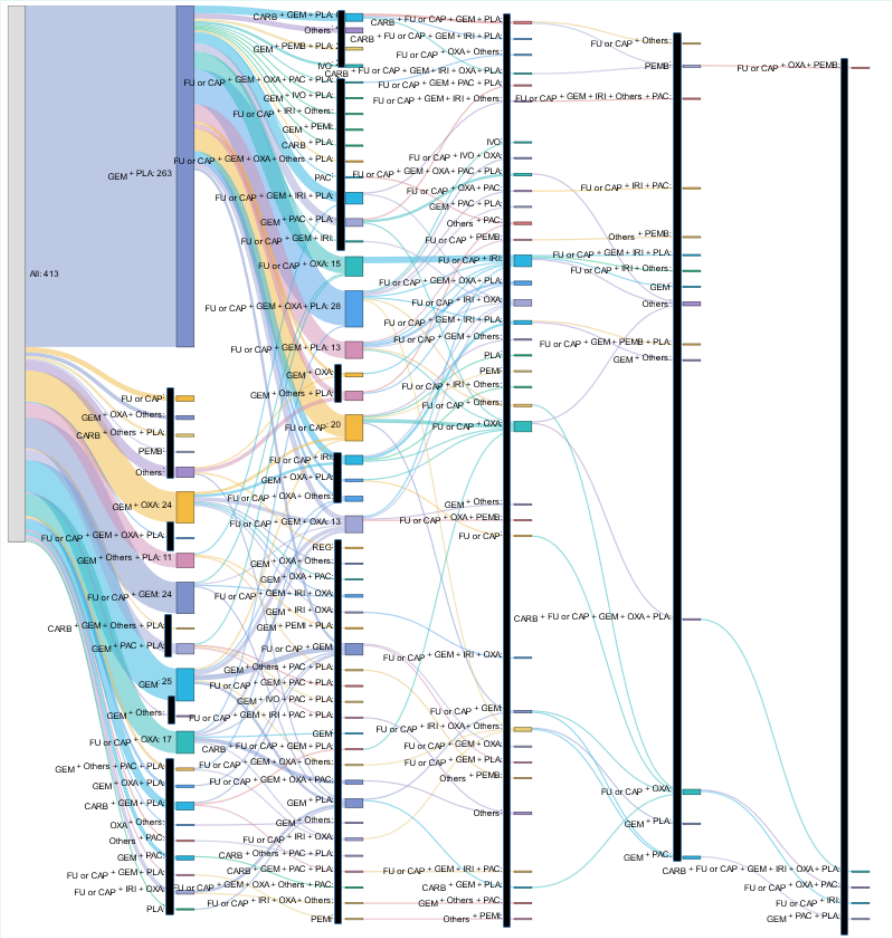 All: 413
GEM + PLA: 263
FU or CAP:
GEM + OXA + Others:
CARB + Others + PLA:
PEMB:
Others:
GEM + OXA: 24
FU or CAP + GEM + OXA + PLA:
GEM + Others + PLA: 11
FU or CAP + GEM: 24
CARB + GEM + Others + PLA:
GEM + PAC + PLA:
GEM: 25
GEM + Others:
FU or CAP + OXA: 17
GEM + Others + PAC + PLA:
GEM + OXA + PLA:
CARB + GEM + PLA:
OXA + Others:
Others + PAC:
GEM + PAC:
FU or CAP + GEM + PLA:
FU or CAP + IRI + OXA:
PLA:
CARB + GEM + PLA:
Others:
GEM + PEMB + PLA:
IVO:
FU or CAP + GEM + OXA + PAC + PLA:
GEM + IVO + PLA:
FU or CAP + IRI + Others:
GEM + PEMI:
CARB + PLA:
FU or CAP + GEM + OXA + Others + PLA:
PAC:
FU or CAP + GEM + IRI + PLA:
GEM + PAC + PLA:
FU or CAP + GEM + IRI:
FU or CAP + OXA: 15
FU or CAP + GEM + OXA + PLA: 28
FU or CAP + GEM + PLA: 13
GEM + OXA:
GEM + Others + PLA:
FU or CAP: 20
FU or CAP + IRI:
GEM + OXA + PLA:
FU or CAP + OXA + Others:
FU or CAP + GEM + OXA: 13
REG:
GEM + OXA + Others:
GEM + OXA + PAC:
FU or CAP + GEM + IRI + OXA:
GEM + IRI + OXA:
GEM + PEMI + PLA:
FU or CAP + GEM:
GEM + Others + PAC + PLA:
FU or CAP + GEM + PAC + PLA:
GEM + IVO + PAC + PLA:
FU or CAP + GEM + IRI + PAC + PLA:
GEM:
CARB + FU or CAP + GEM + PLA:
FU or CAP + GEM + Others:
FU or CAP + GEM + OXA + PAC:
GEM + PLA:
GEM + Others:
FU or CAP + IRI + OXA:
CARB + Others + PAC + PLA:
CARB + GEM + PAC + PLA:
FU or CAP + GEM + OXA + Others + PAC:
FU or CAP + IRI + OXA + Others:
PEMI:
CARB + FU or CAP + GEM + PLA:
FU or CAP + GEM + IRI:
FU or CAP + OXA + Others:
CARB + FU or CAP + GEM + IRI + OXA + PLA:
GEM + PAC + PLA:
FU or CAP + GEM + IRI + Others:
IVO:
FU or CAP + IVO + OXA:
FU or CAP + GEM + OXA + PAC + PLA:
FU or CAP + OXA + PAC:
GEM + PAC:
Others + PAC:
FU or CAP + PEMB:
FU or CAP + IRI:
FU or CAP + GEM + OXA + PLA:
FU or CAP + IRI + OXA:
FU or CAP + GEM + IRI + PLA:
FU or CAP + GEM + Others:
PLA:
PEMI:
FU or CAP + IRI + Others:
FU or CAP + Others:
FU or CAP + OXA:
GEM + Others:
FU or CAP + OXA + PEMB:
FU or CAP:
FU or CAP + GEM + IRI + OXA:
FU or CAP + GEM:
FU or CAP + IRI + OXA + Others:
FU or CAP + GEM + OXA:
FU or CAP + GEM + PLA:
Others + PEMB:
Others:
FU or CAP + GEM + IRI + PAC:
CARB + GEM + PLA:
GEM + Others + PAC:
Others + PEMI:
FU or CAP + Others:
PEMB:
FU or CAP + GEM + IRI + Others + PAC:
FU or CAP + IRI + PAC:
Others + PEMB:
FU or CAP + GEM + IRI + PLA:
FU or CAP + IRI + Others:
GEM:
Others:
FU or CAP + GEM + PEMB + PLA:
GEM + Others:
CARB + FU or CAP + GEM + OXA + PLA:
FU or CAP + OXA:
GEM + PLA:
GEM + PAC:
FU or CAP + OXA + PEMB:
CARB + FU or CAP + GEM + IRI + OXA + PLA:
FU or CAP + OXA + PAC:
FU or CAP + IRI:
GEM + PAC + PLA: